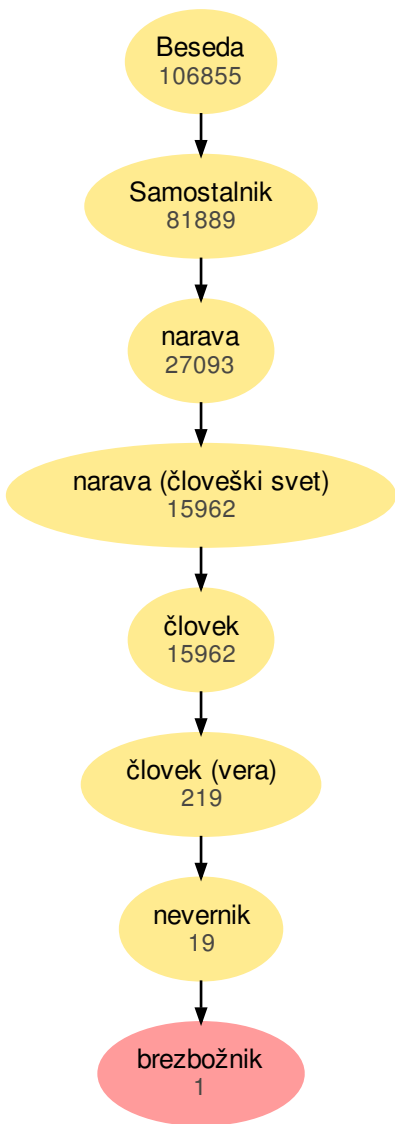 Beseda
106855
Samostalnik
81889
narava
27093
narava (človeški svet)
15962
človek
15962
človek (vera)
219
nevernik
19
brezbožnik
1